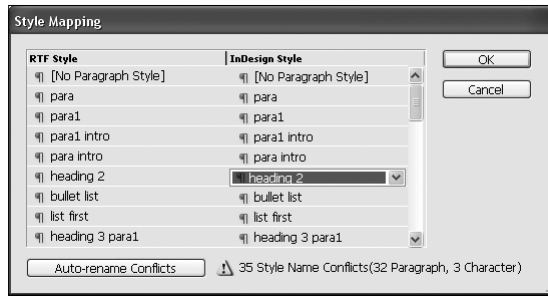 Style Mapping
RTF Style InDesign Style
[No Paragraph Style] [No Paragraph Style]
para para
para1 para1
para1 intro para1 intro
para intro para intro
heading 2 heading 2
bullet list bullet list
list first list first
heading 3 para1 heading 3 para1
OK
Cancel
Auto-rename Conflicts 35 Style Name Conflicts(32 Paragraph, 3 Character)